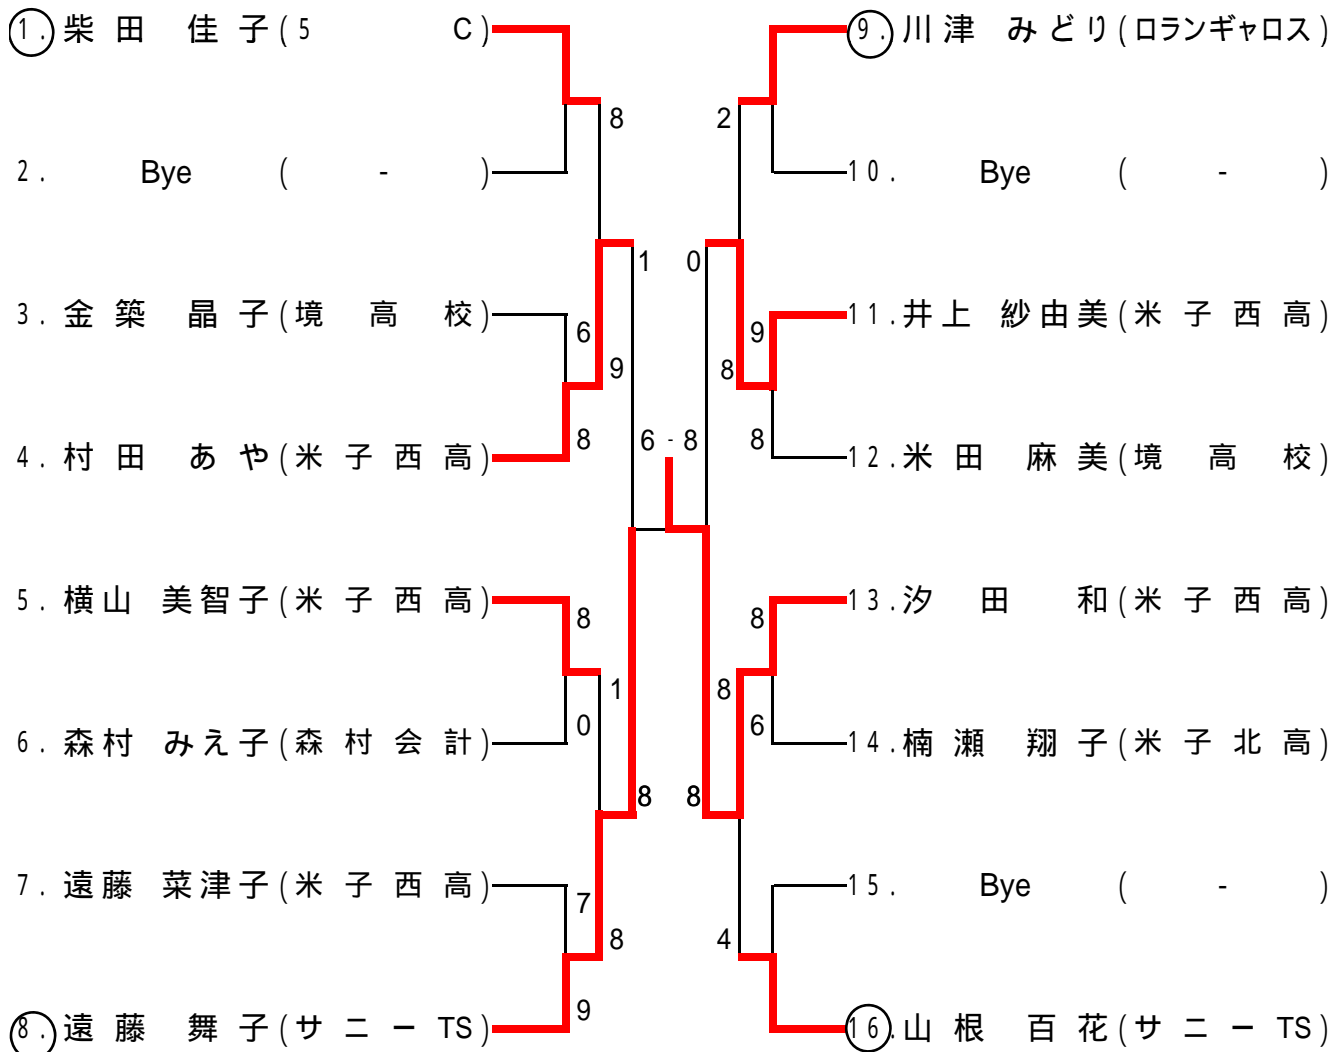 1. 柴田 佳子 (5 C) 9. 川津 みどり (ロランギャロス)
8 2
2. Bye ( - ) 10. Bye ( - )
1 0
3. 金築 晶子 (境高校) 11. 井上 紗由美 (米子西高)
6 9
9 8
8 6-8 8
4. 村田 あや (米子西高) 12. 米田 麻美 (境高校)
5. 横山 美智子 (米子西高) 13. 汐田 和 (米子西高)
8 8
1 8
0 6
6. 森村 みえ子 (森村会計) 14. 楠瀬 翔子 (米子北高)
8 8
7. 遠藤 菜津子 (米子西高) 15. Bye ( - )
7
8 4
9
8. 遠藤 舞子 (サニーTS) 16. 山根 百花 (サニーTS)